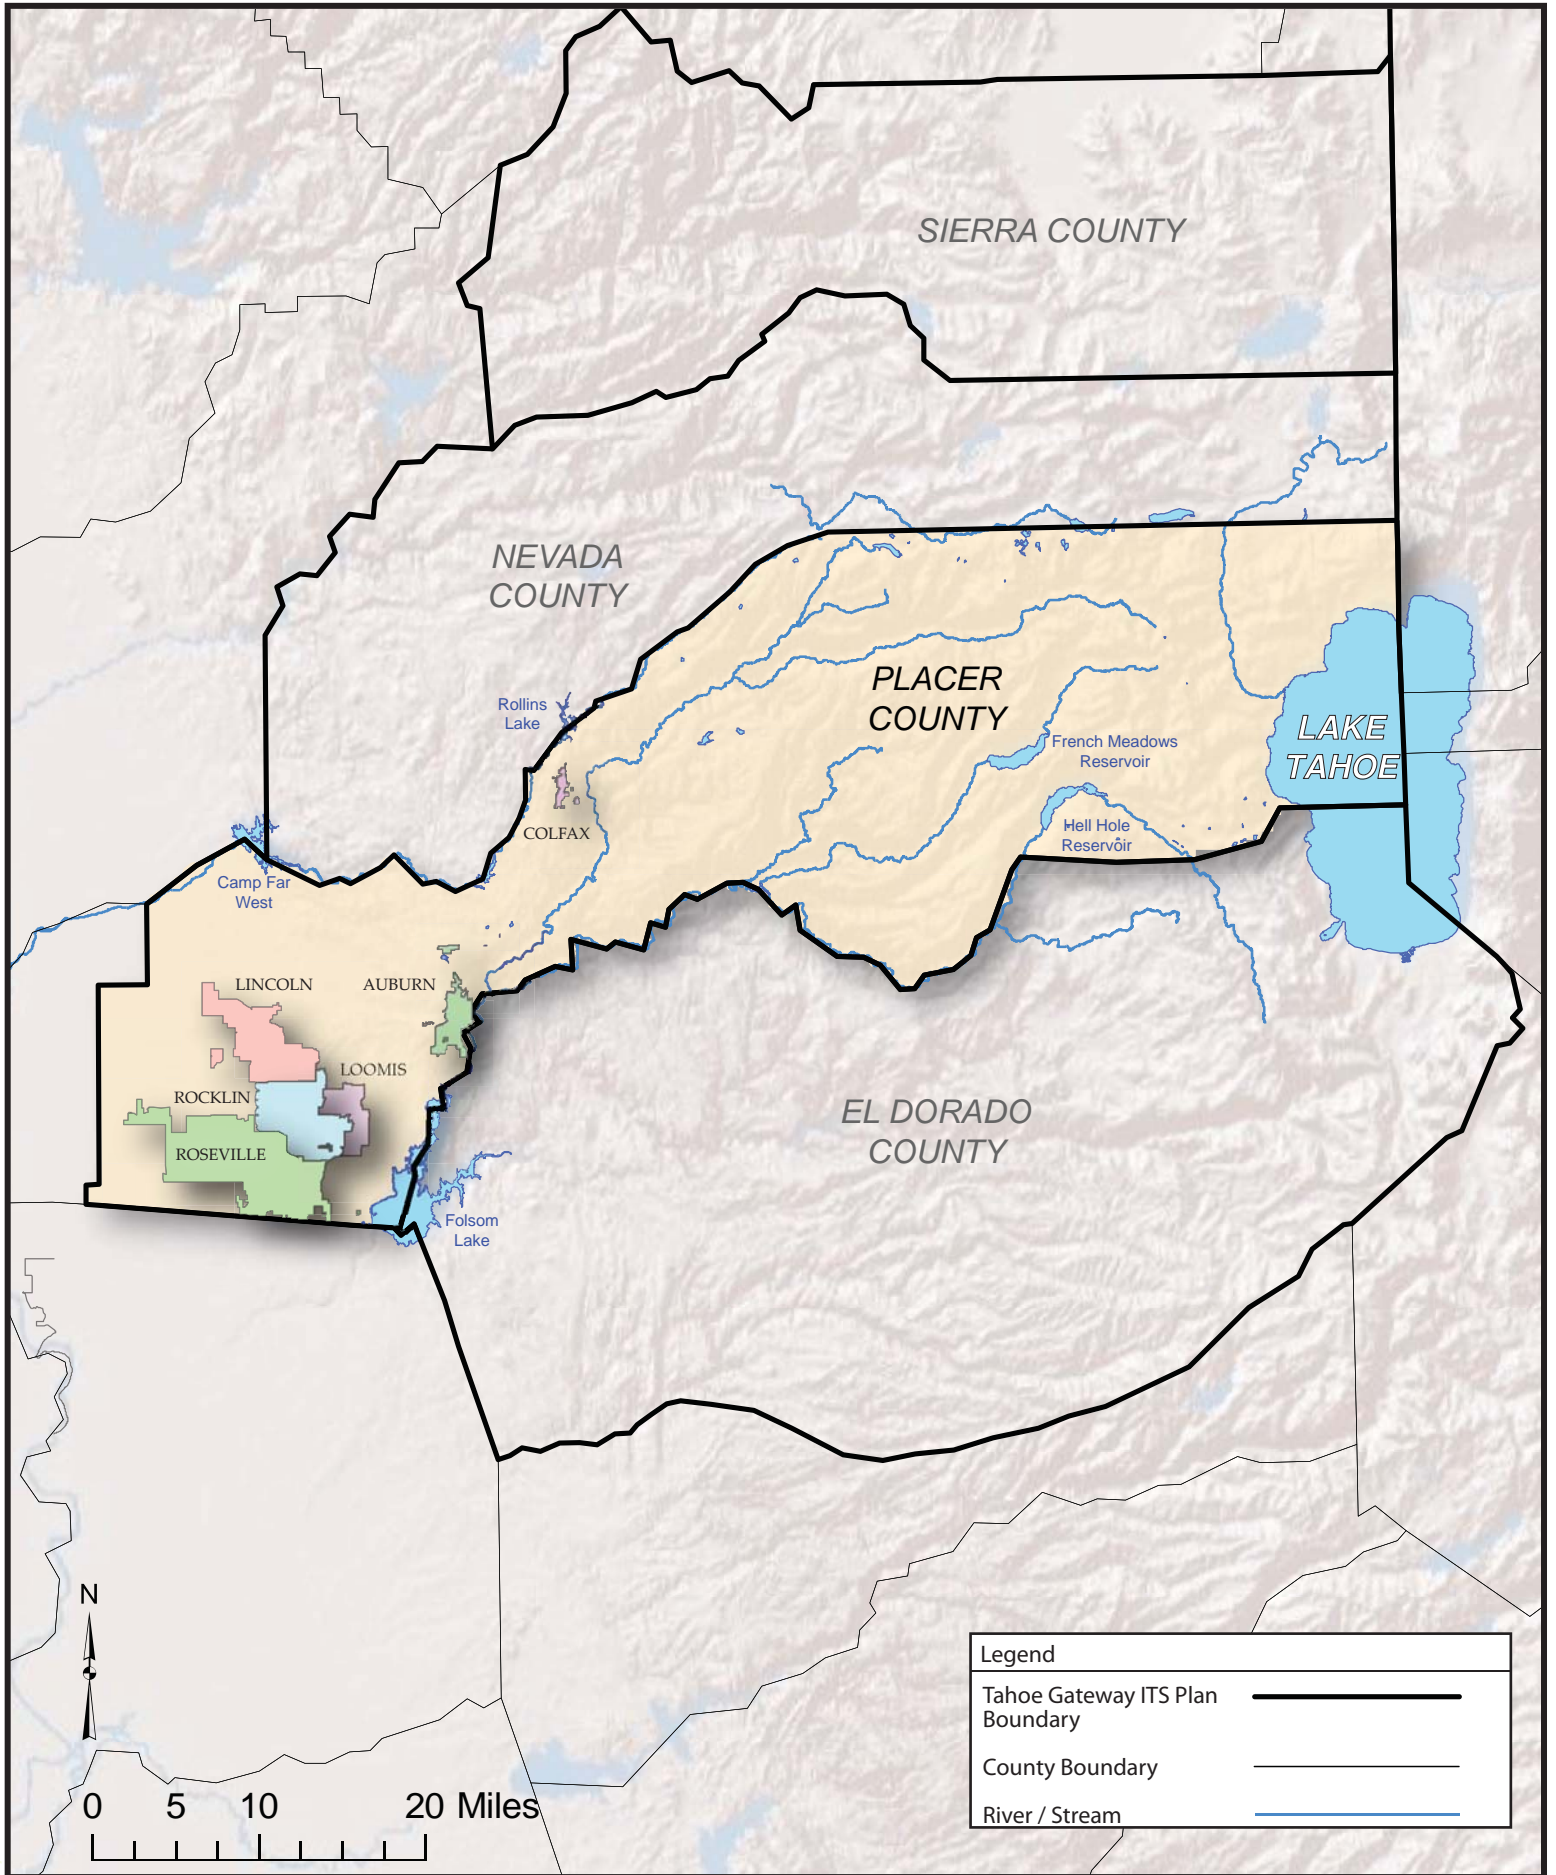 SIERRA COUNTY
NEVADA
COUNTY
PLACER
COUNTY
Rollins
Lake
LAKE
TAHOE
French Meadows
Reservoir
COLFAX
Hell Hole
Reservoir
Camp Far
West
LINCOLN
AUBURN
LOOMIS
ROCKLIN
ROSEVILLE
EL DORADO
COUNTY
Folsom
Lake
N
0 5 10 20 Miles
Legend
Tahoe Gateway ITS Plan
Boundary
County Boundary
River / Stream